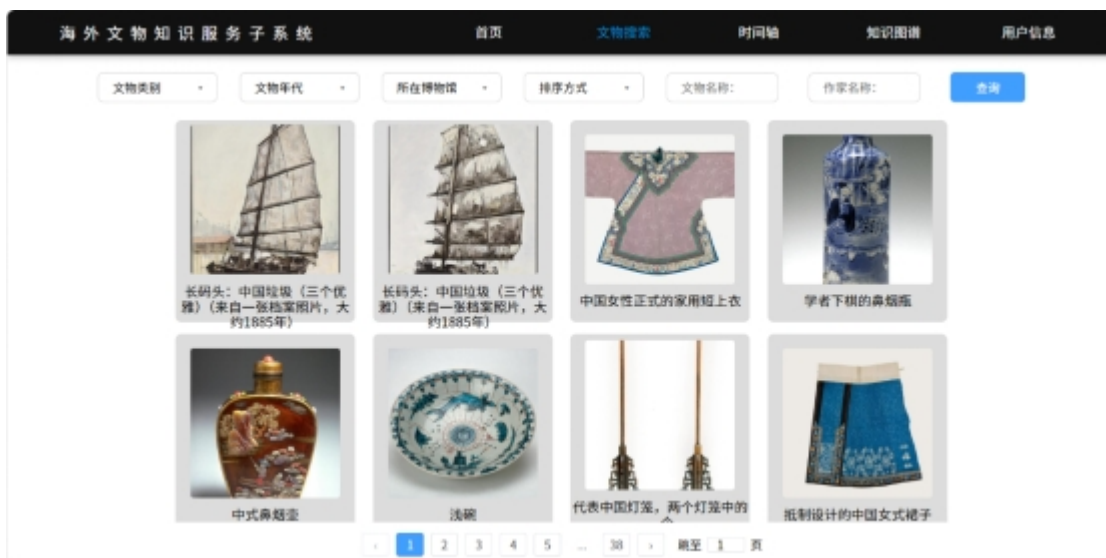 海外文物知识服务子系统
首页
文物搜索
时间轴
知识图谱
用户信息
文物类别
文物年代
所在博物馆
排序方式
文物名称:
作家名称:
查询
长码头：中国垃圾（三个优
雅）（来自一张档案照片，大
约1885年）
长码头：中国垃圾（三个优
雅）（来自一张档案照片，大
约1885年）
中国女性正式的家用短上衣
学者下棋的鼻烟瓶
中式鼻烟壶
浅碗
代表中国灯笼，两个灯笼中的
抵制设计的中国女式裙子
‹ 1 2 3 4 5 ... 38 › 跳至 1 页